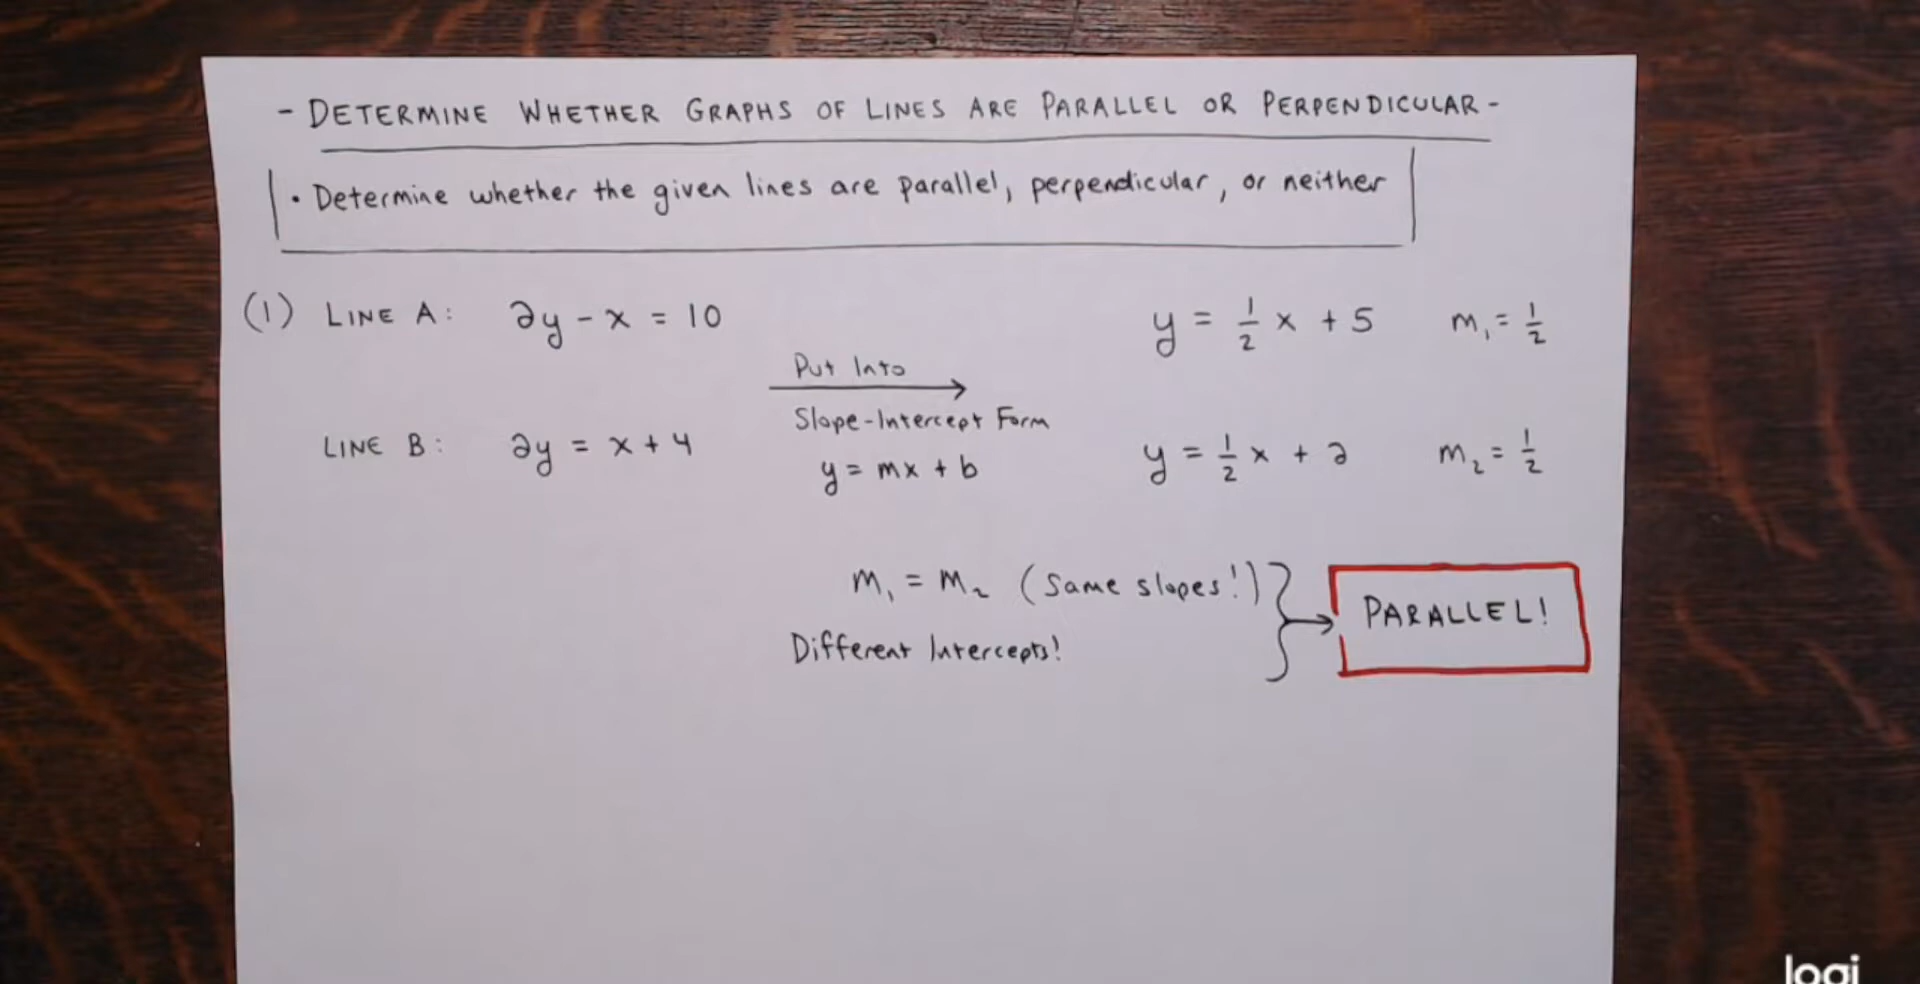 - DETERMINE WHETHER GRAPHS OF LINES ARE PARALLEL OR PERPENDICULAR -
• Determine whether the given lines are parallel, perpendicular, or neither
(1) LINE A: 2y - x = 10
y = 1/2 x + 5 m₁ = 1/2
Put Into
Slope-Intercept Form
LINE B: 2y = x + 4
y = mx + b
y = 1/2 x + 2 m₂ = 1/2
m₁ = m₂ (same slopes!)
Different Intercepts!
PARALLEL!
logi